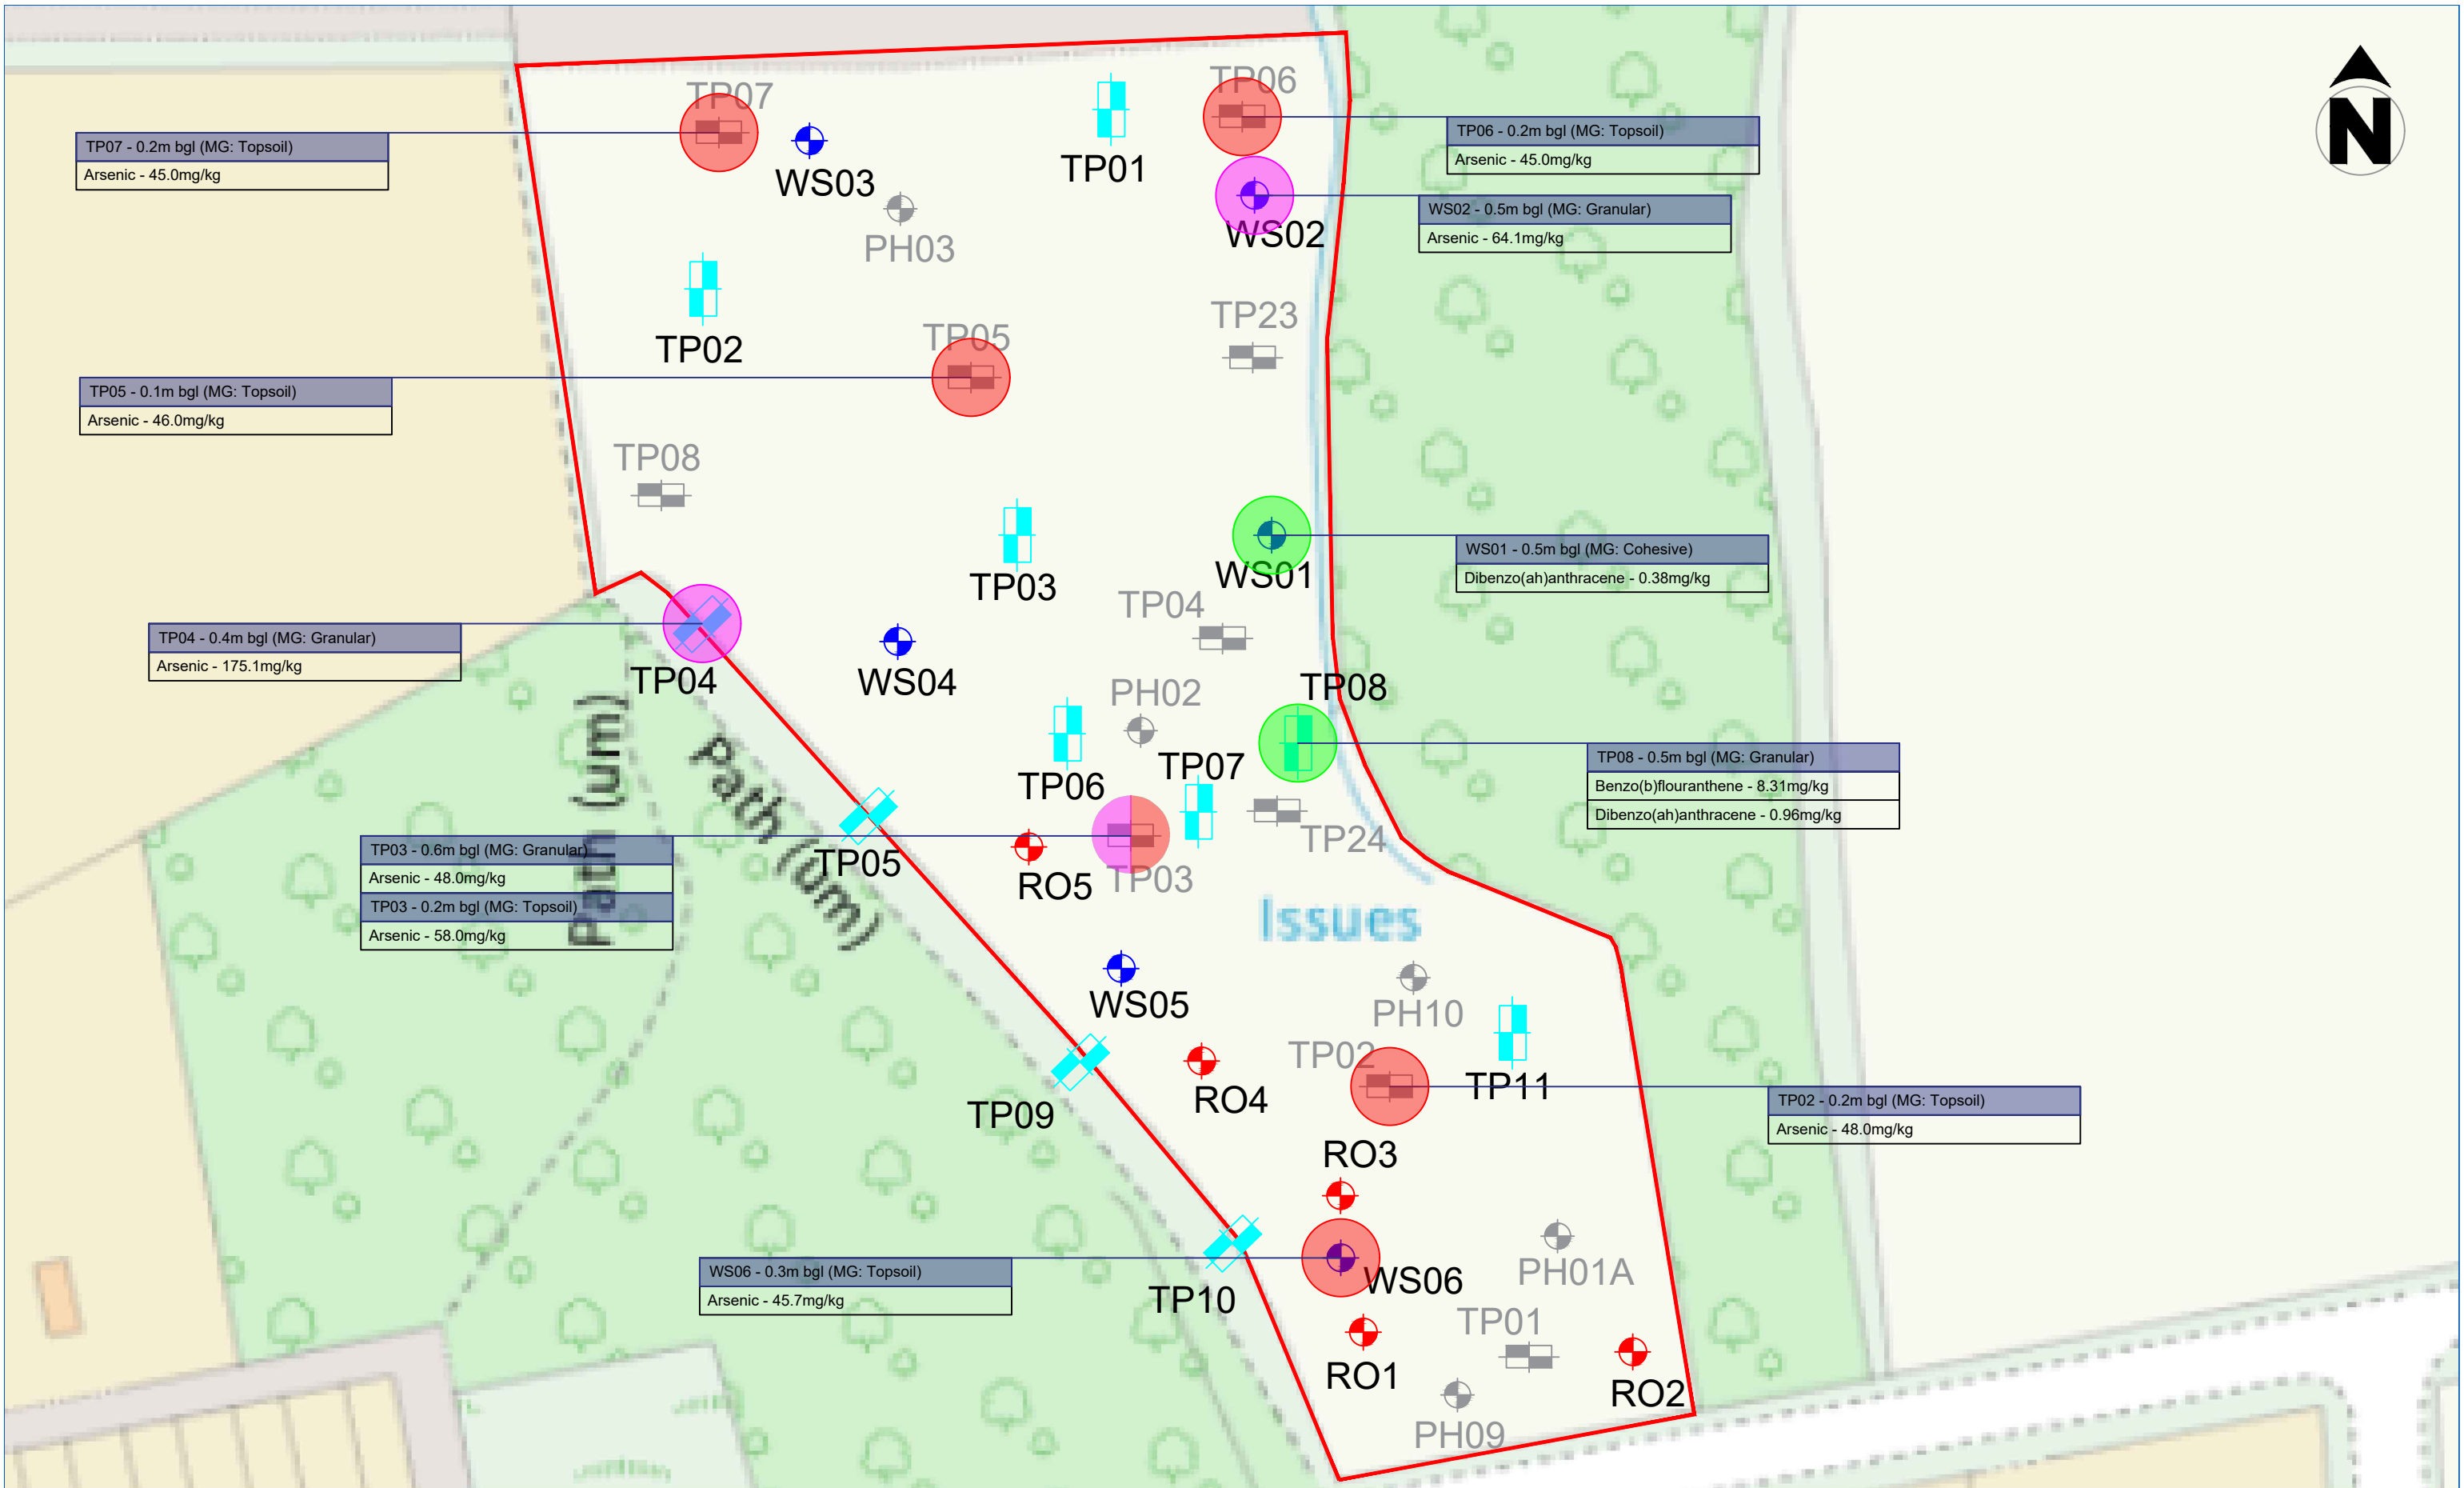 TP07
TP06
N
TP07 - 0.2m bgl (MG: Topsoil)
Arsenic - 45.0mg/kg
WS03
TP01
TP06 - 0.2m bgl (MG: Topsoil)
Arsenic - 45.0mg/kg
PH03
WS02
WS02 - 0.5m bgl (MG: Granular)
Arsenic - 64.1mg/kg
TP02
TP05
TP23
TP05 - 0.1m bgl (MG: Topsoil)
Arsenic - 46.0mg/kg
TP08
TP03
WS01
WS01 - 0.5m bgl (MG: Cohesive)
Dibenzo(ah)anthracene - 0.38mg/kg
TP04
TP04 - 0.4m bgl (MG: Granular)
Arsenic - 175.1mg/kg
TP04
WS04
PH02
TP08
Path (um)
Path (um)
TP06
TP07
TP08 - 0.5m bgl (MG: Granular)
Benzo(b)flouranthene - 8.31mg/kg
Dibenzo(ah)anthracene - 0.96mg/kg
TP24
TP05
TP03 - 0.6m bgl (MG: Granular)
Arsenic - 48.0mg/kg
TP03 - 0.2m bgl (MG: Topsoil)
Arsenic - 58.0mg/kg
RO5
TP03
Issues
WS05
PH10
TP02
TP11
TP09
RO4
TP02 - 0.2m bgl (MG: Topsoil)
Arsenic - 48.0mg/kg
RO3
WS06 - 0.3m bgl (MG: Topsoil)
Arsenic - 45.7mg/kg
TP10
WS06
PH01A
TP01
RO1
RO2
PH09